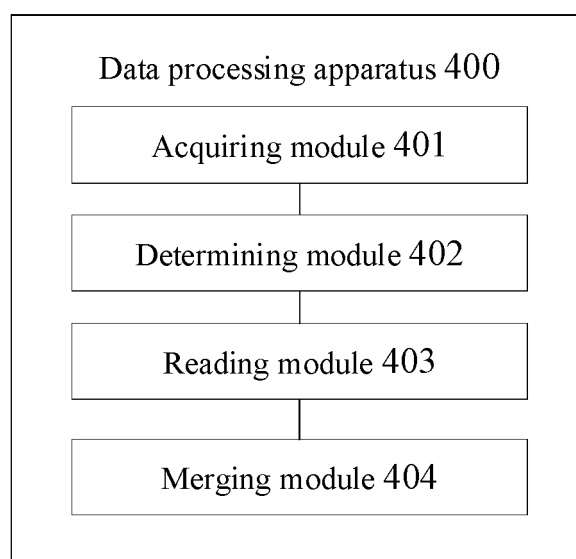 Data processing apparatus 400
Acquiring module 401
Determining module 402
Reading module 403
Merging module 404